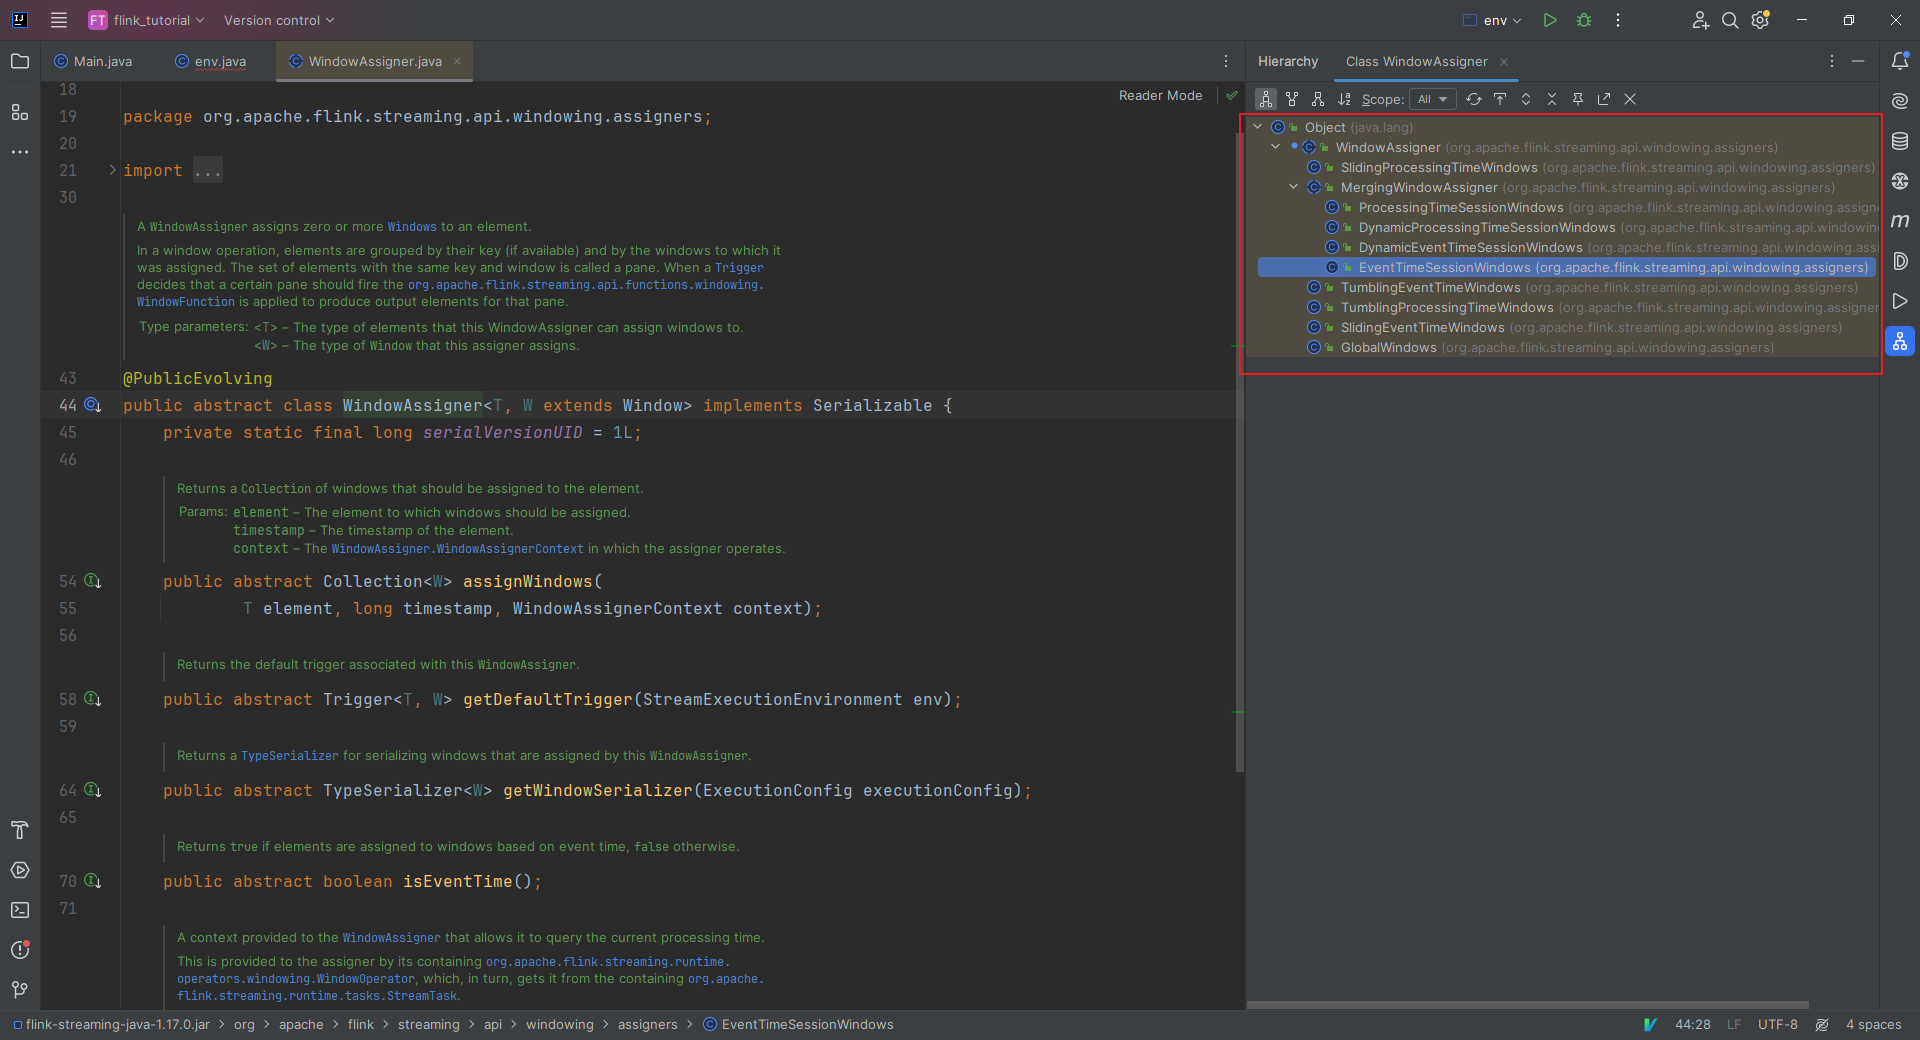 FT flink_tutorial Version control env
Main.java env.java WindowAssigner.java
Hierarchy Class WindowAssigner
Reader Mode
Scope: All
18
19 package org.apache.flink.streaming.api.windowing.assigners;
20
21 import ...
30
A WindowAssigner assigns zero or more Windows to an element.
In a window operation, elements are grouped by their key (if available) and by the windows to which it
was assigned. The set of elements with the same key and window is called a pane. When a Trigger
decides that a certain pane should fire the org.apache.flink.streaming.api.functions.windowing.
WindowFunction is applied to produce output elements for that pane.
Type parameters: <T> – The type of elements that this WindowAssigner can assign windows to.
<W> – The type of Window that this assigner assigns.
43 @PublicEvolving
44 public abstract class WindowAssigner<T, W extends Window> implements Serializable {
45 private static final long serialVersionUID = 1L;
46
Returns a Collection of windows that should be assigned to the element.
Params: element – The element to which windows should be assigned.
timestamp – The timestamp of the element.
context – The WindowAssigner.WindowAssignerContext in which the assigner operates.
54 public abstract Collection<W> assignWindows(
55 T element, long timestamp, WindowAssignerContext context);
56
Returns the default trigger associated with this WindowAssigner.
58 public abstract Trigger<T, W> getDefaultTrigger(StreamExecutionEnvironment env);
59
Returns a TypeSerializer for serializing windows that are assigned by this WindowAssigner.
64 public abstract TypeSerializer<W> getWindowSerializer(ExecutionConfig executionConfig);
65
Returns true if elements are assigned to windows based on event time, false otherwise.
70 public abstract boolean isEventTime();
71
A context provided to the WindowAssigner that allows it to query the current processing time.
This is provided to the assigner by its containing org.apache.flink.streaming.runtime.
operators.windowing.WindowOperator, which, in turn, gets it from the containing org.apache.
flink.streaming.runtime.tasks.StreamTask.
Object (java.lang)
WindowAssigner (org.apache.flink.streaming.api.windowing.assigners)
SlidingProcessingTimeWindows (org.apache.flink.streaming.api.windowing.assigners)
MergingWindowAssigner (org.apache.flink.streaming.api.windowing.assigners)
ProcessingTimeSessionWindows (org.apache.flink.streaming.api.windowing.assign
DynamicProcessingTimeSessionWindows (org.apache.flink.streaming.api.windowin
DynamicEventTimeSessionWindows (org.apache.flink.streaming.api.windowing.assi
EventTimeSessionWindows (org.apache.flink.streaming.api.windowing.assigners)
TumblingEventTimeWindows (org.apache.flink.streaming.api.windowing.assigners)
TumblingProcessingTimeWindows (org.apache.flink.streaming.api.windowing.assigner
SlidingEventTimeWindows (org.apache.flink.streaming.api.windowing.assigners)
GlobalWindows (org.apache.flink.streaming.api.windowing.assigners)
flink-streaming-java-1.17.0.jar > org > apache > flink > streaming > api > windowing > assigners > EventTimeSessionWindows
44:28 LF UTF-8 4 spaces